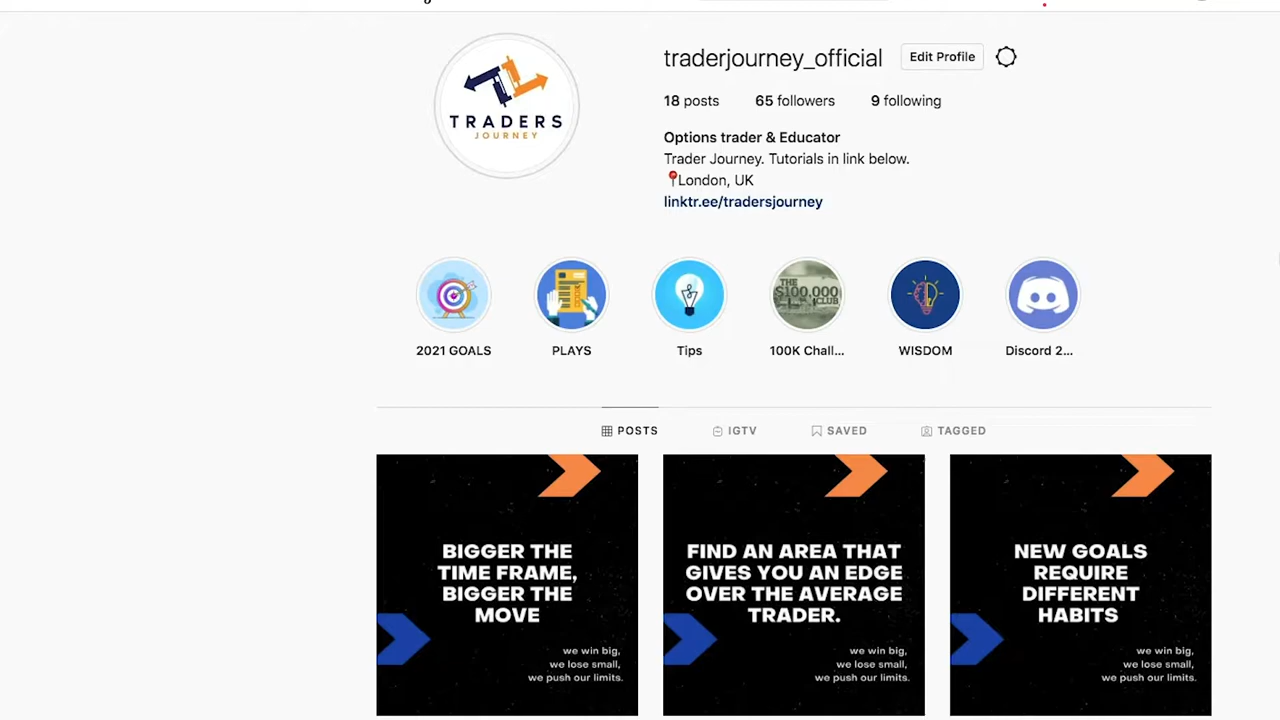 traderjourney_official Edit Profile
18 posts 65 followers 9 following
Options trader & Educator
Trader Journey. Tutorials in link below.
📍London, UK
linktr.ee/tradersjourney
TRADERS
JOURNEY
THE
$100,000
CLUB
2021 GOALS PLAYS Tips 100K Chall... WISDOM Discord 2...
POSTS IGTV SAVED TAGGED
BIGGER THE
TIME FRAME,
BIGGER THE
MOVE
we win big,
we lose small,
we push our limits.
FIND AN AREA THAT
GIVES YOU AN EDGE
OVER THE AVERAGE
TRADER.
we win big,
we lose small,
we push our limits.
NEW GOALS
REQUIRE
DIFFERENT
HABITS
we win big,
we lose small,
we push our limits.